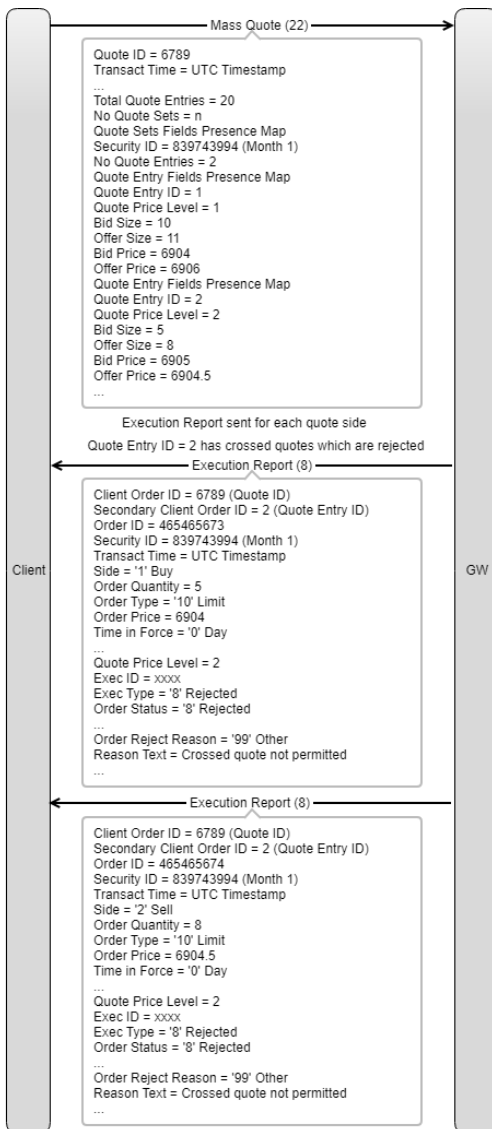 Mass Quote (22)
Quote ID = 6789
Transact Time = UTC Timestamp
...
Total Quote Entries = 20
No Quote Sets = n
Quote Sets Fields Presence Map
Security ID = 839743994 (Month 1)
No Quote Entries = 2
Quote Entry Fields Presence Map
Quote Entry ID = 1
Quote Price Level = 1
Bid Size = 10
Offer Size = 11
Bid Price = 6904
Offer Price = 6906
Quote Entry Fields Presence Map
Quote Entry ID = 2
Quote Price Level = 2
Bid Size = 5
Offer Size = 8
Bid Price = 6905
Offer Price = 6904.5
...
Execution Report sent for each quote side
Quote Entry ID = 2 has crossed quotes which are rejected
Execution Report (8)
Client Order ID = 6789 (Quote ID)
Secondary Client Order ID = 2 (Quote Entry ID)
Order ID = 465465673
Security ID = 839743994 (Month 1)
Transact Time = UTC Timestamp
Side = '1' Buy
Order Quantity = 5
Order Type = '10' Limit
Order Price = 6904
Time in Force = '0' Day
...
Quote Price Level = 2
Exec ID = xxxx
Exec Type = '8' Rejected
Order Status = '8' Rejected
...
Order Reject Reason = '99' Other
Reason Text = Crossed quote not permitted
...
Client
GW
Execution Report (8)
Client Order ID = 6789 (Quote ID)
Secondary Client Order ID = 2 (Quote Entry ID)
Order ID = 465465674
Security ID = 839743994 (Month 1)
Transact Time = UTC Timestamp
Side = '2' Sell
Order Quantity = 8
Order Type = '10' Limit
Order Price = 6904.5
Time in Force = '0' Day
...
Quote Price Level = 2
Exec ID = xxxx
Exec Type = '8' Rejected
Order Status = '8' Rejected
...
Order Reject Reason = '99' Other
Reason Text = Crossed quote not permitted
...